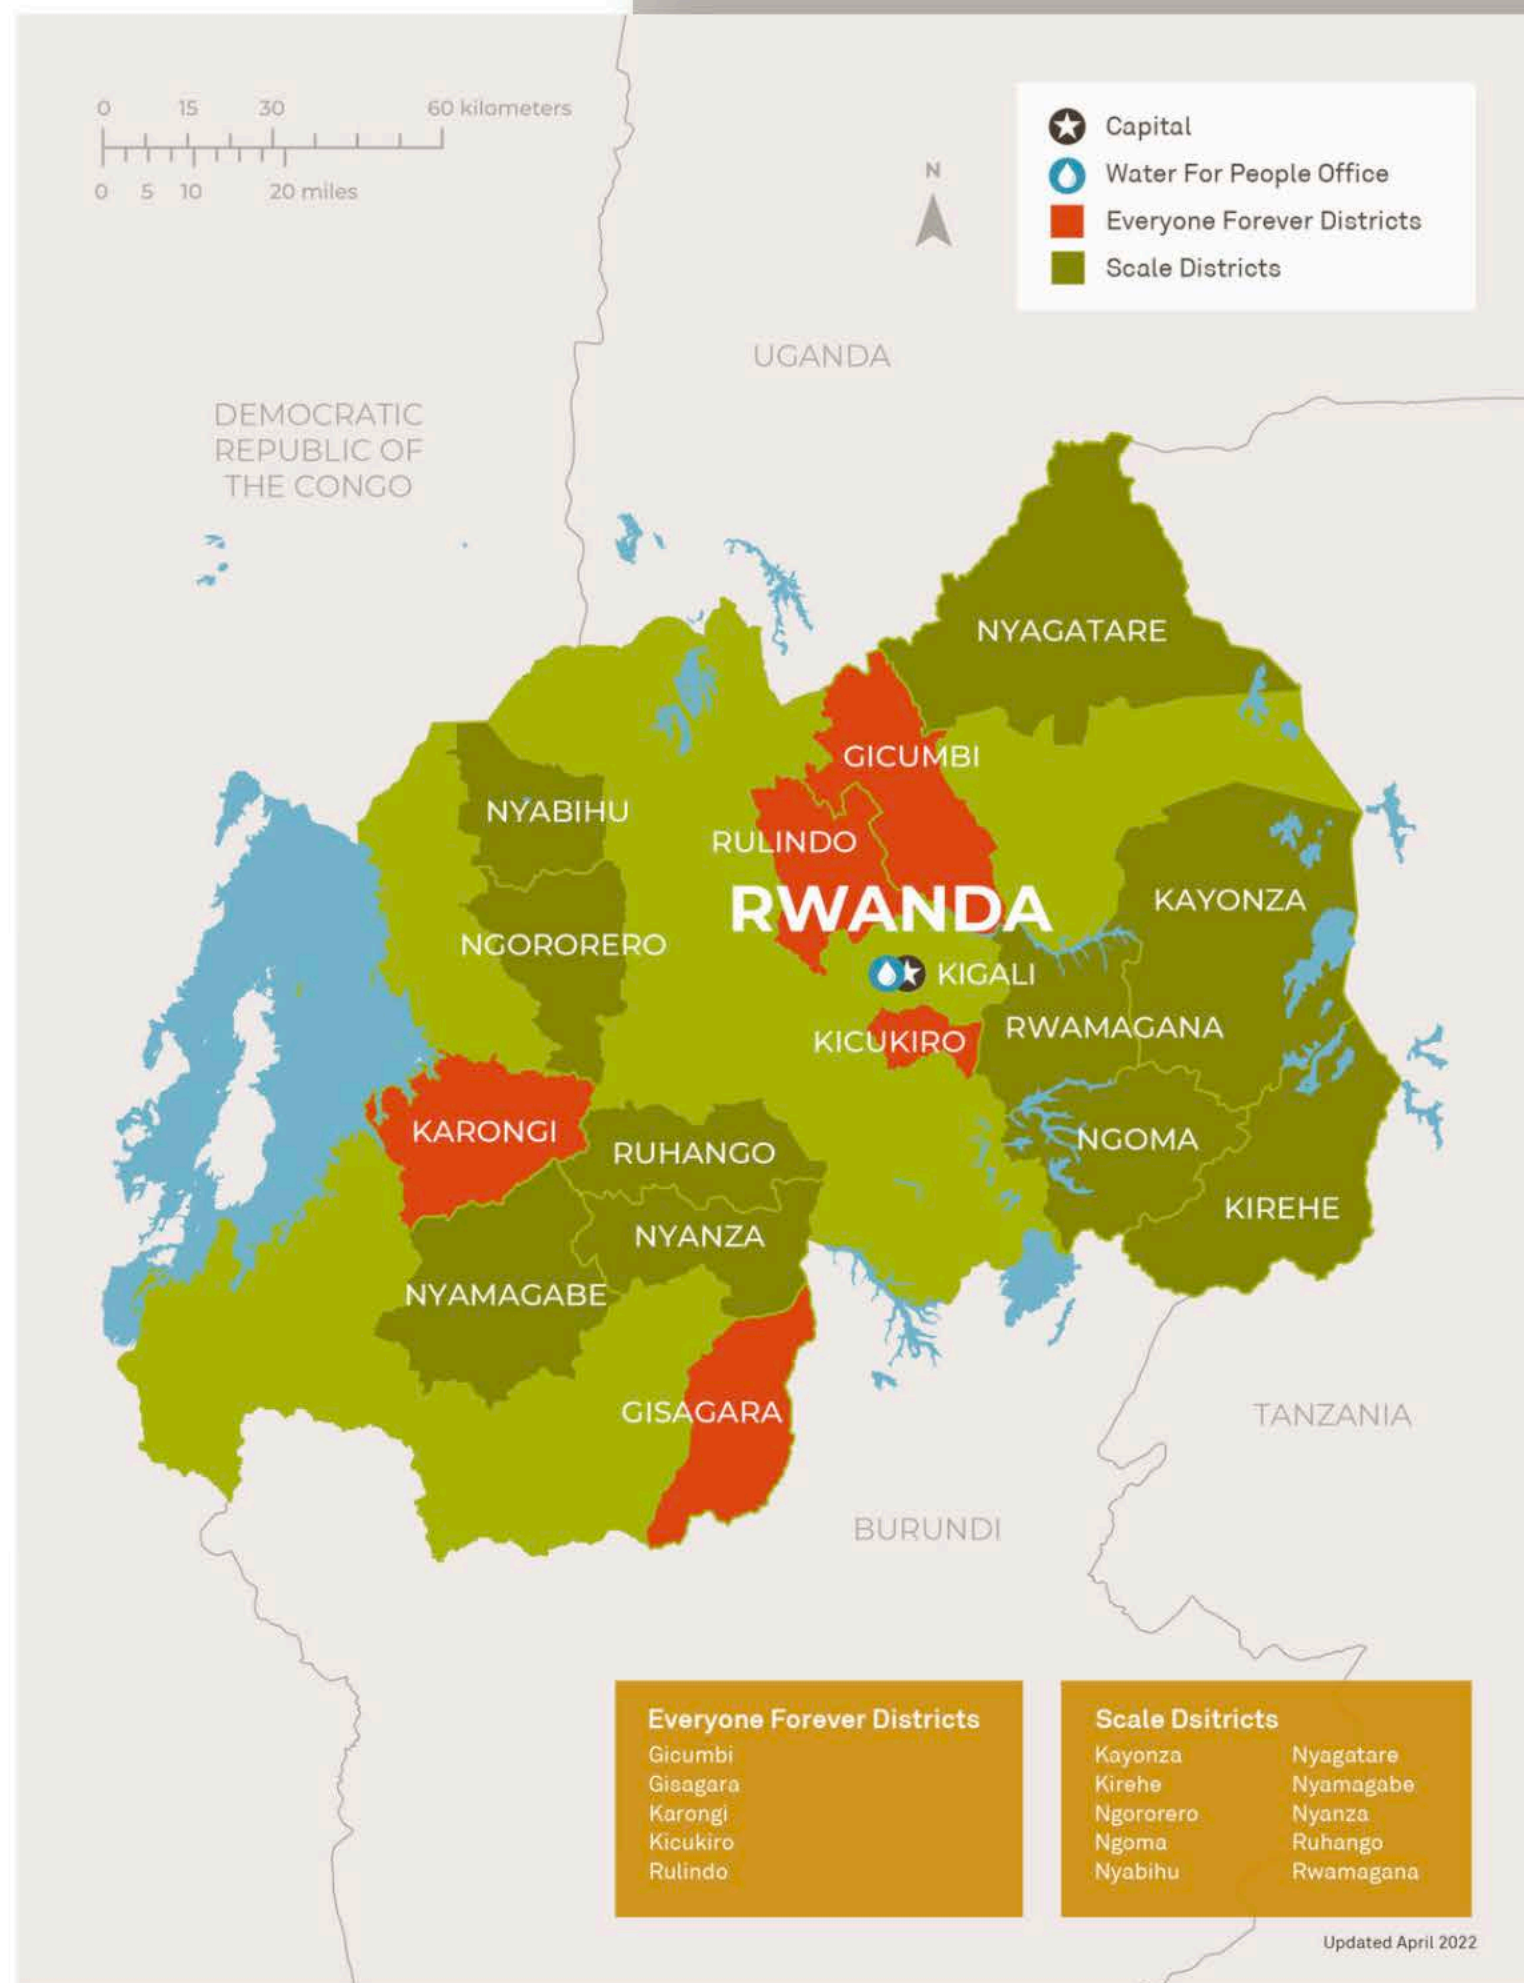 0 15 30 60 kilometers
0 5 10 20 miles
N
Capital
Water For People Office
Everyone Forever Districts
Scale Districts
UGANDA
DEMOCRATIC
REPUBLIC OF
THE CONGO
NYAGATARE
GICUMBI
NYABIHU
RULINDO
RWANDA
KAYONZA
NGORORERO
KIGALI
KICUKIRO
RWAMAGANA
KARONGI
RUHANGO
NGOMA
KIREHE
NYANZA
NYAMAGABE
GISAGARA
TANZANIA
BURUNDI
Everyone Forever Districts
Gicumbi
Gisagara
Karongi
Kicukiro
Rulindo
Scale Dsitricts
Kayonza
Kirehe
Ngororero
Ngoma
Nyabihu
Nyagatare
Nyamagabe
Nyanza
Ruhango
Rwamagana
Updated April 2022